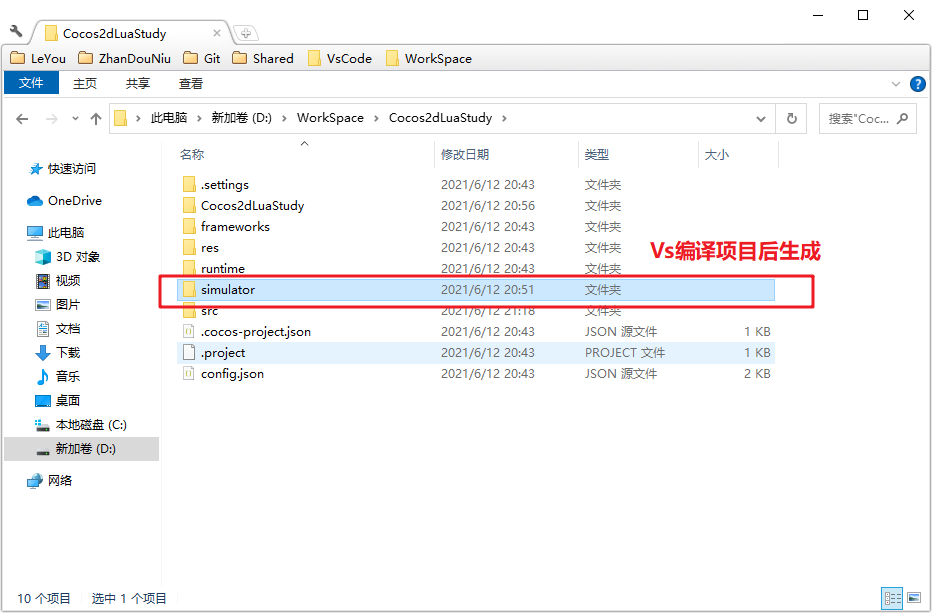 Cocos2dLuaStudy
LeYou ZhanDouNiu Git Shared VsCode WorkSpace
文件 主页 共享 查看
此电脑 新加卷 (D:) WorkSpace Cocos2dLuaStudy 搜索"Coc...
名称 修改日期 类型 大小
快速访问
OneDrive
此电脑
3D 对象
视频
图片
文档
下载
音乐
桌面
本地磁盘 (C:)
新加卷 (D:)
网络
.settings 2021/6/12 20:43 文件夹
Cocos2dLuaStudy 2021/6/12 20:56 文件夹
frameworks 2021/6/12 20:43 文件夹
res 2021/6/12 20:43 文件夹
Vs编译项目后生成
runtime 2021/6/12 20:43 文件夹
simulator 2021/6/12 20:51 文件夹
src 2021/6/12 21:18 文件夹
.cocos-project.json 2021/6/12 20:43 JSON 源文件 1 KB
.project 2021/6/12 20:43 PROJECT 文件 1 KB
config.json 2021/6/12 20:43 JSON 源文件 2 KB
10 个项目 选中 1 个项目